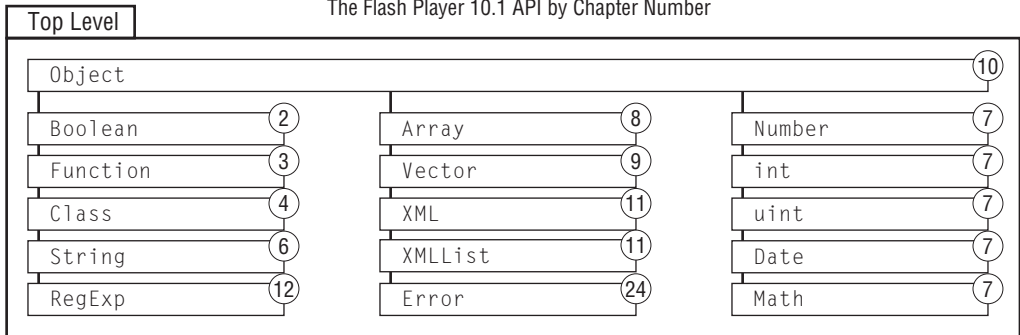 The Flash Player 10.1 API by Chapter Number
Top Level
Object 10
Boolean 2
Function 3
Class 4
String 6
RegExp 12
Array 8
Vector 9
XML 11
XMLList 11
Error 24
Number 7
int 7
uint 7
Date 7
Math 7